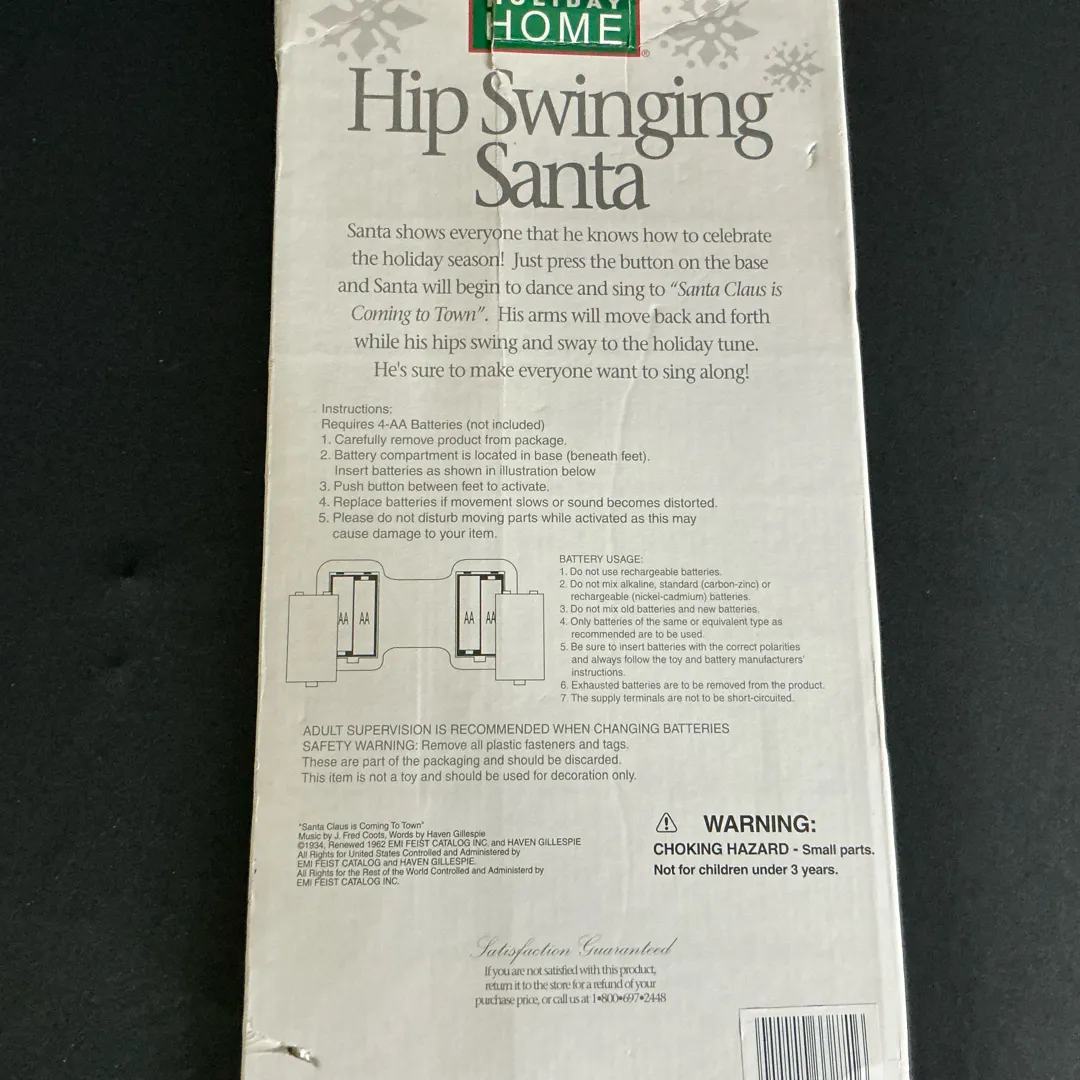 HOLIDAY
HOME
®
Hip Swinging
Santa
Santa shows everyone that he knows how to celebrate
the holiday season! Just press the button on the base
and Santa will begin to dance and sing to “Santa Claus is
Coming to Town”. His arms will move back and forth
while his hips swing and sway to the holiday tune.
He's sure to make everyone want to sing along!
Instructions:
Requires 4-AA Batteries (not included)
1. Carefully remove product from package.
2. Battery compartment is located in base (beneath feet).
Insert batteries as shown in illustration below
3. Push button between feet to activate.
4. Replace batteries if movement slows or sound becomes distorted.
5. Please do not disturb moving parts while activated as this may
cause damage to your item.
AA AA AA AA
BATTERY USAGE:
1. Do not use rechargeable batteries.
2. Do not mix alkaline, standard (carbon-zinc) or
rechargeable (nickel-cadmium) batteries.
3. Do not mix old batteries and new batteries.
4. Only batteries of the same or equivalent type as
recommended are to be used.
5. Be sure to insert batteries with the correct polarities
and always follow the toy and battery manufacturers'
instructions.
6. Exhausted batteries are to be removed from the product.
7. The supply terminals are not to be short-circuited.
ADULT SUPERVISION IS RECOMMENDED WHEN CHANGING BATTERIES
SAFETY WARNING: Remove all plastic fasteners and tags.
These are part of the packaging and should be discarded.
This item is not a toy and should be used for decoration only.
"Santa Claus is Coming To Town"
Music by J. Fred Coots, Words by Haven Gillespie
©1934, Renewed 1962 EMI FEIST CATALOG INC. and HAVEN GILLESPIE
All Rights for United States Controlled and Administered by
EMI FEIST CATALOG and HAVEN GILLESPIE.
All Rights for the Rest of the World Controlled and Administerd by
EMI FEIST CATALOG INC.
WARNING:
CHOKING HAZARD - Small parts.
Not for children under 3 years.
Satisfaction Guaranteed
If you are not satisfied with this product,
return it to the store for a refund of your
purchase price, or call us at 1•800•697•2448